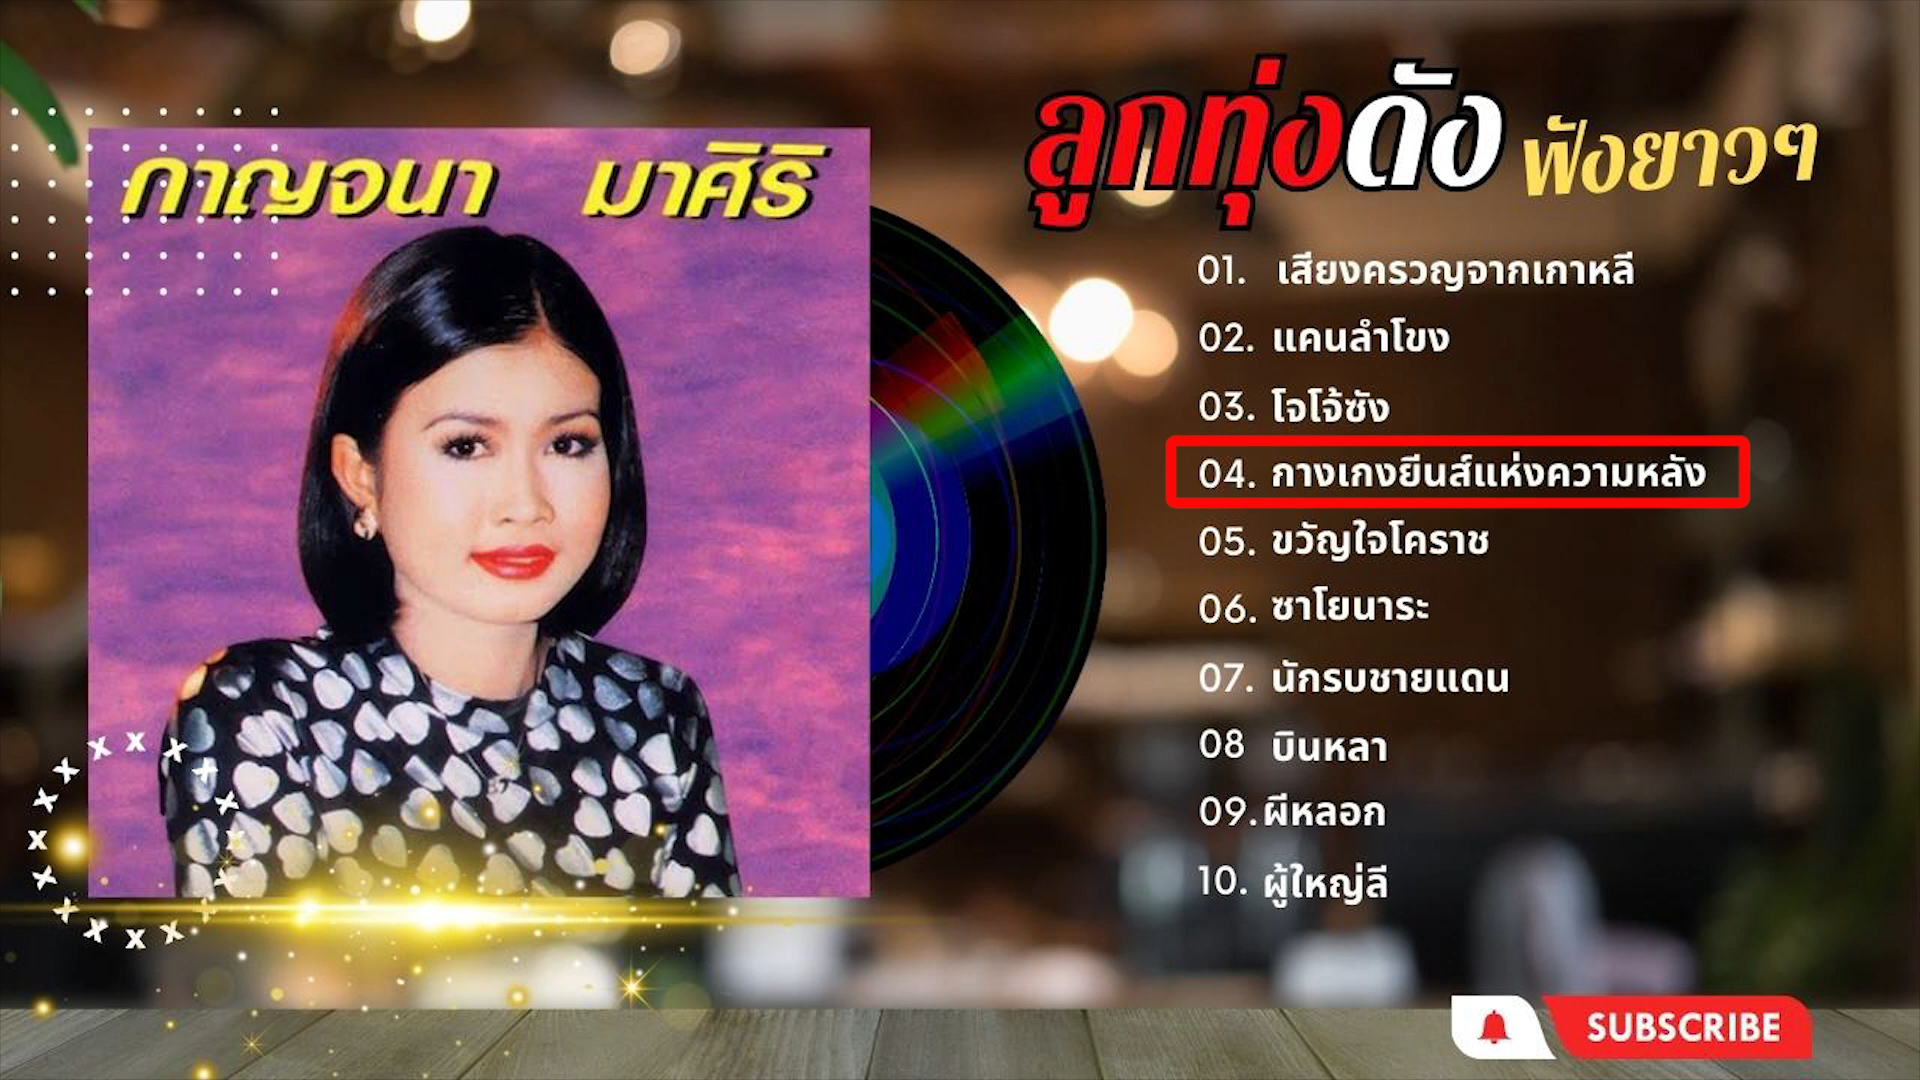 กาญจนา มาศิริ
ลูกทุ่งดัง ฟังยาวๆ
01. เสียงครวญจากเกาหลี
02. แคนลำโขง
03. โจโจ้ซัง
04. กางเกงยีนส์แห่งความหลัง
05. ขวัญใจโคราช
06. ซาโยนาระ
07. นักรบชายแดน
08 บินหลา
09. ผีหลอก
10. ผู้ใหญ่ลี
SUBSCRIBE